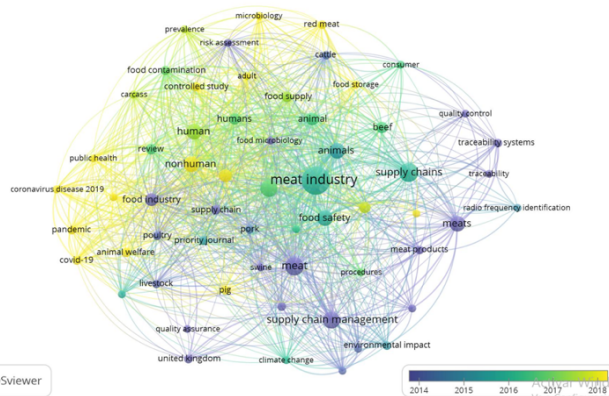 microbiology
prevalence
red meat
risk assessment
cattle
consumer
food contamination
adult
controlled study
food storage
carcass
food supply
quality control
humans
animal
beef
human
food microbiology
traceability systems
review
animals
public health
nonhuman
supply chains
traceability
meat industry
coronavirus disease 2019
food industry
radio frequency identification
supply chain
food safety
meats
pandemic
pork
poultry
priority journal
animal welfare
meat products
covid-19
swine
meat
procedures
livestock
pig
supply chain management
quality assurance
environmental impact
united kingdom
climate change
Sviewer
2014 2015 2016 2017 2018